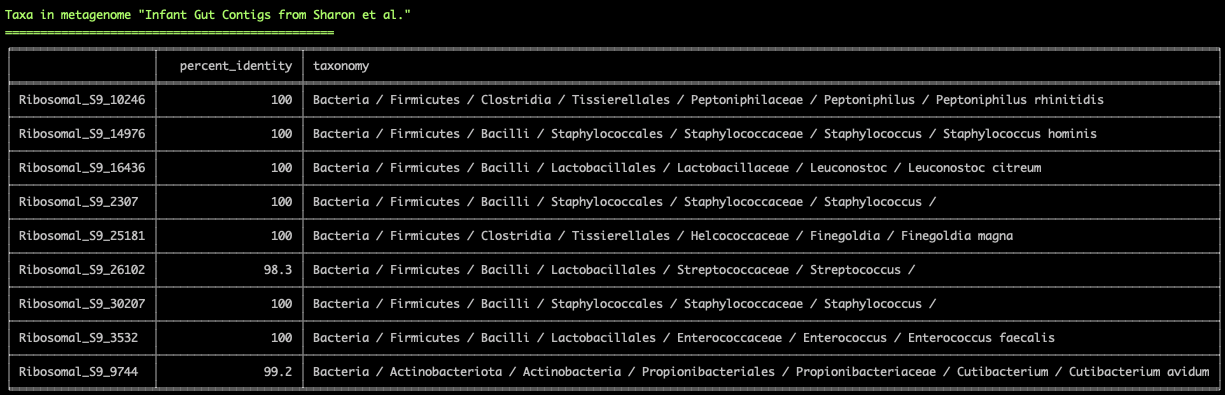 Taxa in metagenome "Infant Gut Contigs from Sharon et al."
===============================================
percent_identity taxonomy
Ribosomal_S9_10246 100 Bacteria / Firmicutes / Clostridia / Tissierellales / Peptoniphilaceae / Peptoniphilus / Peptoniphilus rhinitidis
Ribosomal_S9_14976 100 Bacteria / Firmicutes / Bacilli / Staphylococcales / Staphylococcaceae / Staphylococcus / Staphylococcus hominis
Ribosomal_S9_16436 100 Bacteria / Firmicutes / Bacilli / Lactobacillales / Lactobacillaceae / Leuconostoc / Leuconostoc citreum
Ribosomal_S9_2307 100 Bacteria / Firmicutes / Bacilli / Staphylococcales / Staphylococcaceae / Staphylococcus /
Ribosomal_S9_25181 100 Bacteria / Firmicutes / Clostridia / Tissierellales / Helcococcaceae / Finegoldia / Finegoldia magna
Ribosomal_S9_26102 98.3 Bacteria / Firmicutes / Bacilli / Lactobacillales / Streptococcaceae / Streptococcus /
Ribosomal_S9_30207 100 Bacteria / Firmicutes / Bacilli / Staphylococcales / Staphylococcaceae / Staphylococcus /
Ribosomal_S9_3532 100 Bacteria / Firmicutes / Bacilli / Lactobacillales / Enterococcaceae / Enterococcus / Enterococcus faecalis
Ribosomal_S9_9744 99.2 Bacteria / Actinobacteriota / Actinobacteria / Propionibacteriales / Propionibacteriaceae / Cutibacterium / Cutibacterium avidum